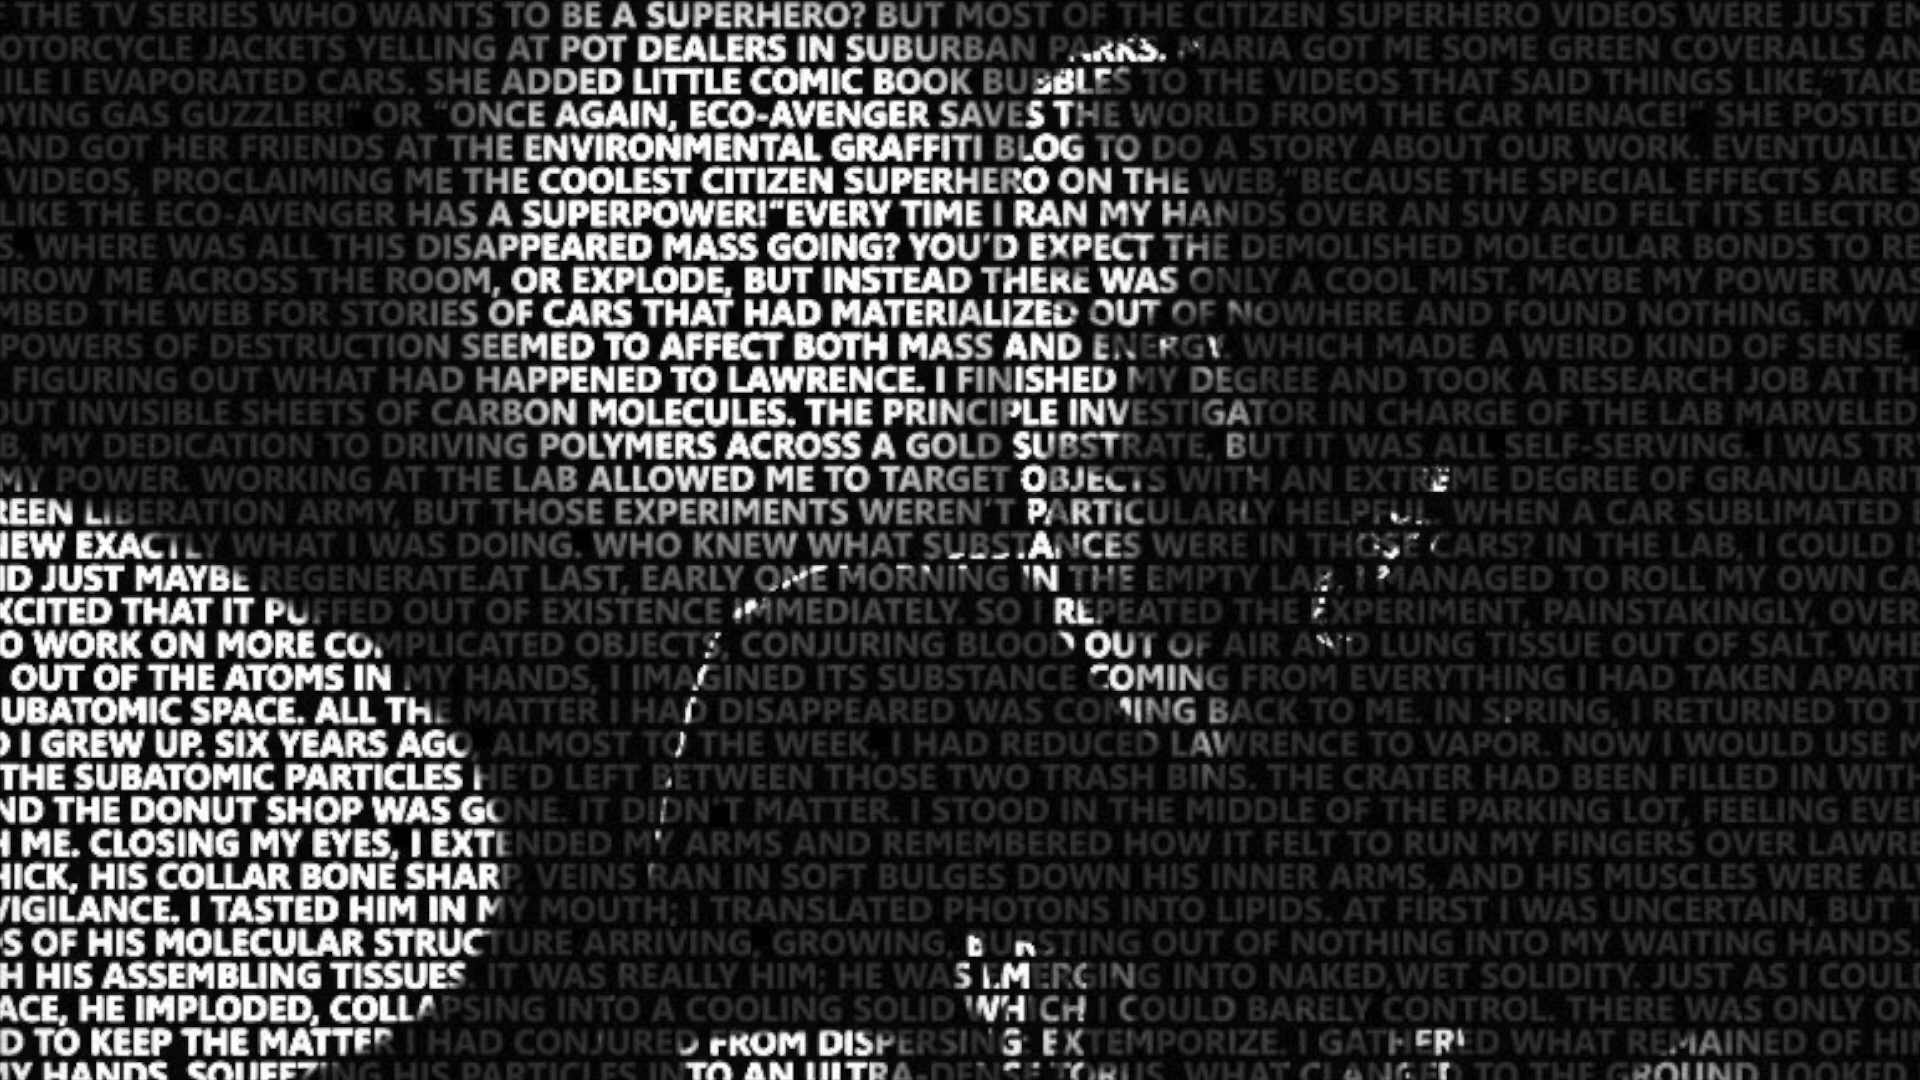 THE TV SERIES WHO WANTS TO BE A SUPERHERO? BUT MOST OF THE CITIZEN SUPERHERO VIDEOS WERE JUST
OTORCYCLE JACKETS YELLING AT POT DEALERS IN SUBURBAN PARKS. MARIA GOT ME SOME GREEN COVERALLS AN
ILE I EVAPORATED CARS. SHE ADDED LITTLE COMIC BOOK BUBBLES TO THE VIDEOS THAT SAID THINGS LIKE, "TAKE
YING GAS GUZZLER!" OR "ONCE AGAIN, ECO-AVENGER SAVES THE WORLD FROM THE CAR MENACE!" SHE POSTED
AND GOT HER FRIENDS AT THE ENVIRONMENTAL GRAFFITI BLOG TO DO A STORY ABOUT OUR WORK. EVENTUALLY
VIDEOS, PROCLAIMING ME THE COOLEST CITIZEN SUPERHERO ON THE WEB, "BECAUSE THE SPECIAL EFFECTS ARE S
LIKE THE ECO-AVENGER HAS A SUPERPOWER!" EVERY TIME I RAN MY HANDS OVER AN SUV AND FELT ITS ELECTRO
S. WHERE WAS ALL THIS DISAPPEARED MASS GOING? YOU'D EXPECT THE DEMOLISHED MOLECULAR BONDS TO RE
HROW ME ACROSS THE ROOM, OR EXPLODE, BUT INSTEAD THERE WAS ONLY A COOL MIST. MAYBE MY POWER WAS
MBED THE WEB FOR STORIES OF CARS THAT HAD MATERIALIZED OUT OF NOWHERE AND FOUND NOTHING. MY W
POWERS OF DESTRUCTION SEEMED TO AFFECT BOTH MASS AND ENERGY, WHICH MADE A WEIRD KIND OF SENSE,
FIGURING OUT WHAT HAD HAPPENED TO LAWRENCE. I FINISHED MY DEGREE AND TOOK A RESEARCH JOB AT TH
OUT INVISIBLE SHEETS OF CARBON MOLECULES. THE PRINCIPLE INVESTIGATOR IN CHARGE OF THE LAB MARVELED
B, MY DEDICATION TO DRIVING POLYMERS ACROSS A GOLD SUBSTRATE, BUT IT WAS ALL SELF-SERVING. I WAS TR
MY POWER. WORKING AT THE LAB ALLOWED ME TO TARGET OBJECTS WITH AN EXTREME DEGREE OF GRANULARIT
REEN LIBERATION ARMY, BUT THOSE EXPERIMENTS WEREN'T PARTICULARLY HELPFUL. WHEN A CAR SUBLIMATED
NEW EXACTLY WHAT I WAS DOING. WHO KNEW WHAT SUBSTANCES WERE IN THOSE CARS? IN THE LAB, I COULD
ND JUST MAYBE REGENERATE. AT LAST, EARLY ONE MORNING IN THE EMPTY LAB, I MANAGED TO ROLL MY OWN CA
XCITED THAT IT PUFFED OUT OF EXISTENCE IMMEDIATELY. SO I REPEATED THE EXPERIMENT, PAINSTAKINGLY, OVER
O WORK ON MORE COMPLICATED OBJECTS, CONJURING BLOOD OUT OF AIR AND LUNG TISSUE OUT OF SALT. WHE
OUT OF THE ATOMS IN MY HANDS, I IMAGINED ITS SUBSTANCE COMING FROM EVERYTHING I HAD TAKEN APART
UBATOMIC SPACE. ALL THE MATTER I HAD DISAPPEARED WAS COMING BACK TO ME. IN SPRING, I RETURNED TO T
D I GREW UP. SIX YEARS AGO, ALMOST TO THE WEEK, I HAD REDUCED LAWRENCE TO VAPOR. NOW I WOULD USE M
THE SUBATOMIC PARTICLES HE'D LEFT BETWEEN THOSE TWO TRASH BINS. THE CRATER HAD BEEN FILLED IN WITH
ND THE DONUT SHOP WAS GONE. IT DIDN'T MATTER. I STOOD IN THE MIDDLE OF THE PARKING LOT, FEELING EVE
H ME. CLOSING MY EYES, I EXTENDED MY ARMS AND REMEMBERED HOW IT FELT TO RUN MY FINGERS OVER LAWRE
HICK, HIS COLLAR BONE SHARP, VEINS RAN IN SOFT BULGES DOWN HIS INNER ARMS, AND HIS MUSCLES WERE AL
VIGILANCE. I TASTED HIM IN MY MOUTH; I TRANSLATED PHOTONS INTO LIPIDS. AT FIRST I WAS UNCERTAIN, BUT T
S OF HIS MOLECULAR STRUCTURE ARRIVING, GROWING, BURSTING OUT OF NOTHING INTO MY WAITING HANDS.
H HIS ASSEMBLING TISSUES IT WAS REALLY HIM; HE WAS EMERGING INTO NAKED, WET SOLIDITY. JUST AS I COUL
ACE, HE IMPLODED, COLLAPSING INTO A COOLING SOLID WHICH I COULD BARELY CONTROL. THERE WAS ONLY ON
D TO KEEP THE MATTER I HAD CONJURED FROM DISPERSING: EXTEMPORIZE. I GATHERED WHAT REMAINED OF HI
MY HANDS, SQUEEZING HIS PARTICLES INTO AN ULTRA-DENSE TORUS. WHAT CLANGED TO THE GROUND LOOKED